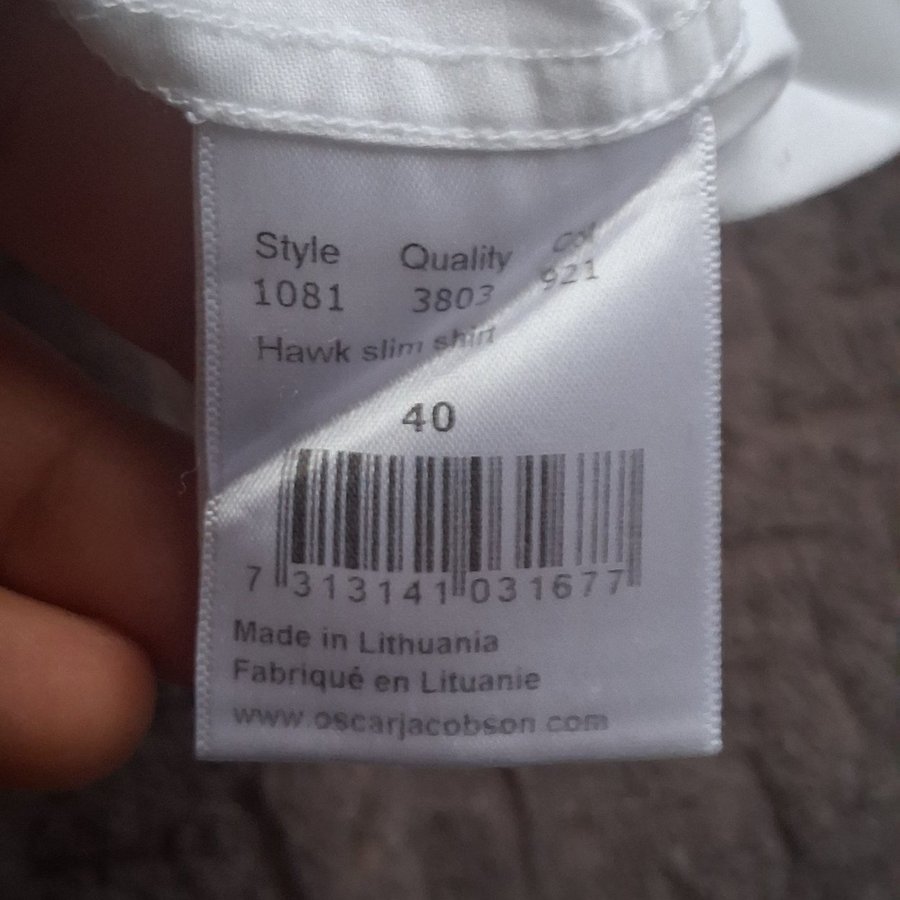 Style Quality Col
1081 3803 921
Hawk slim shirt
40
7 313141 031677
Made in Lithuania
Fabriqué en Lituanie
www.oscarjacobson.com